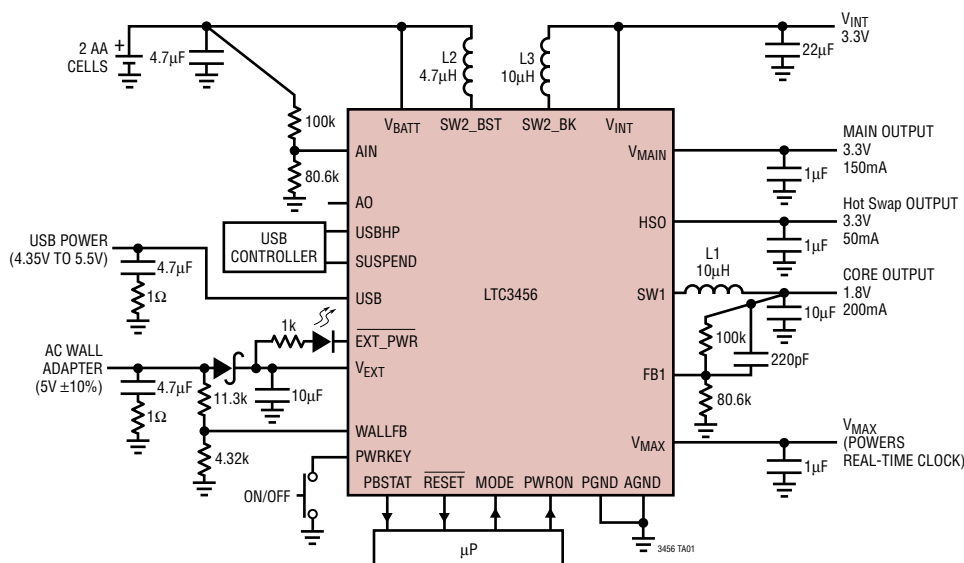 2 AA
CELLS
+
4.7µF
L2
4.7µH
L3
10µH
22µF
VINT
3.3V
100k
80.6k
VBATT
SW2_BST
SW2_BK
VINT
AIN
AO
USBHP
SUSPEND
USB
EXT_PWR
VEXT
WALLFB
PWRKEY
LTC3456
VMAIN
HSO
SW1
FB1
VMAX
PBSTAT
RESET
MODE
PWRON
PGND
AGND
USB
CONTROLLER
USB POWER
(4.35V TO 5.5V)
4.7µF
1Ω
1k
AC WALL
ADAPTER
(5V ±10%)
4.7µF
1Ω
11.3k
10µF
4.32k
ON/OFF
µP
MAIN OUTPUT
3.3V
150mA
1µF
Hot Swap OUTPUT
3.3V
50mA
1µF
L1
10µH
CORE OUTPUT
1.8V
200mA
10µF
100k
220pF
80.6k
VMAX
(POWERS
REAL-TIME CLOCK)
1µF
3456 TA01